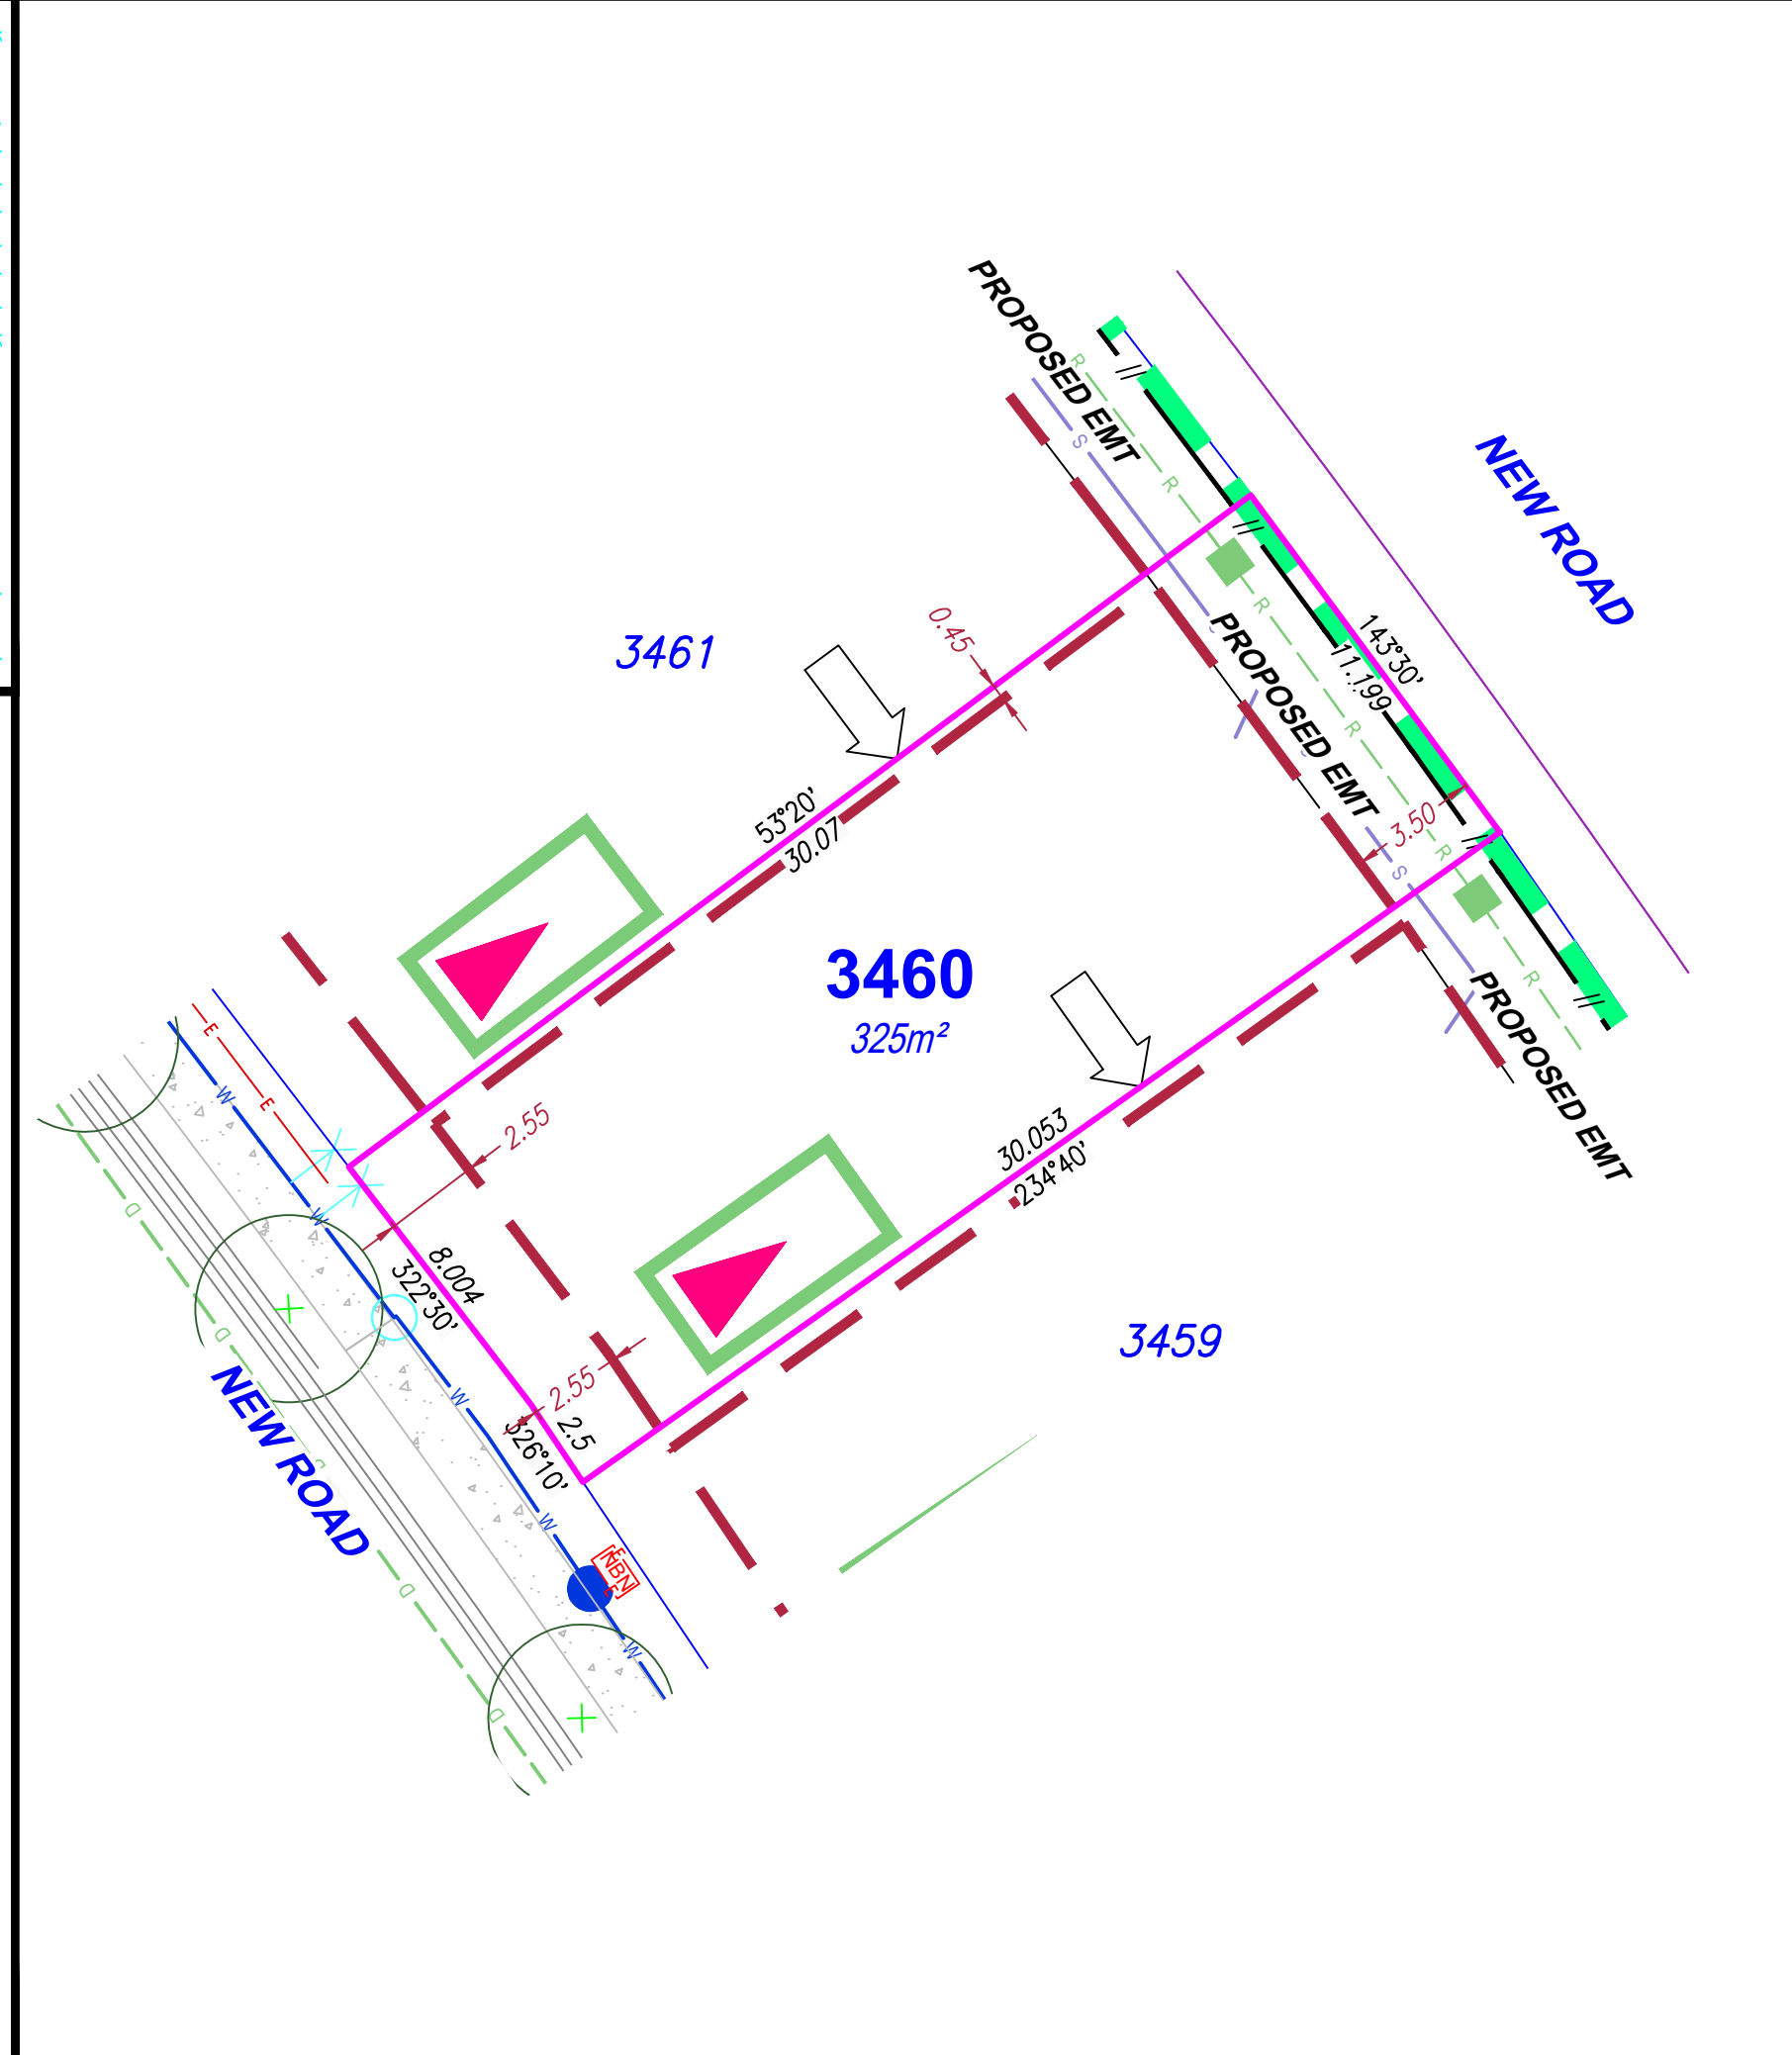 PROPOSED EMT
R
S
R
NEW ROAD
3461
0.45
R
PROPOSED EMT
143°30'
11.199
R
53°20'
30.07
3.50
R
S
3460
325m²
R
PROPOSED EMT
E
W
E
2.55
30.053
234°40'
D
W
8.004
322°30'
D
3459
2.55
W
NEW ROAD
2.5
326°10'
W
NBN
D
W
D